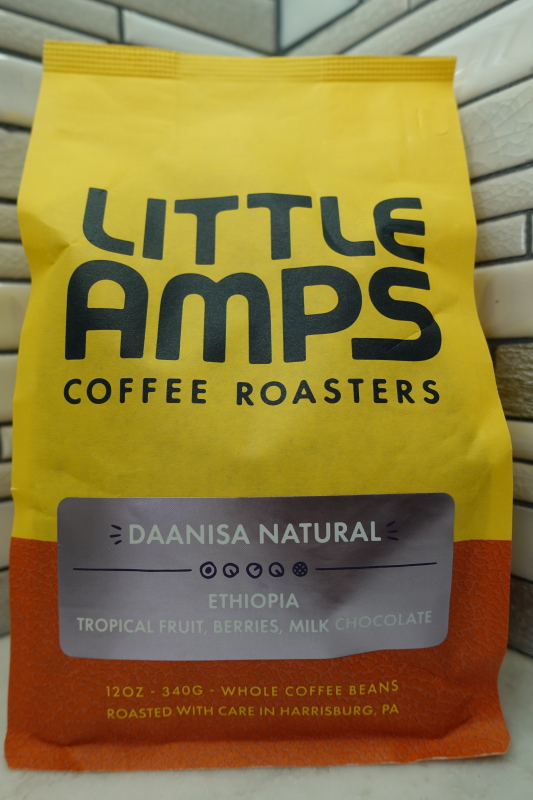 LITTLE
AMPS
COFFEE ROASTERS
DAANISA NATURAL
ETHIOPIA
TROPICAL FRUIT, BERRIES, MILK CHOCOLATE
12OZ - 340G - WHOLE COFFEE BEANS
ROASTED WITH CARE IN HARRISBURG, PA